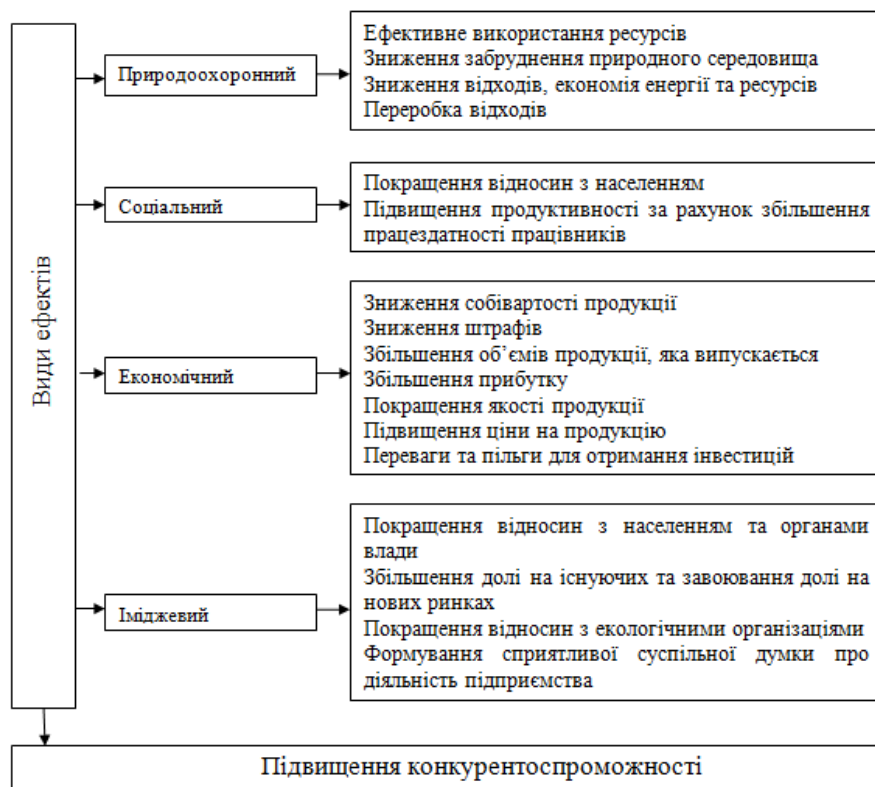 Види ефектів
Природоохоронний
Ефективне використання ресурсів
Зниження забруднення природного середовища
Зниження відходів, економія енергії та ресурсів
Переробка відходів
Соціальний
Покращення відносин з населенням
Підвищення продуктивності за рахунок збільшення
працездатності працівників
Економічний
Зниження собівартості продукції
Зниження штрафів
Збільшення об’ємів продукції, яка випускається
Збільшення прибутку
Покращення якості продукції
Підвищення ціни на продукцію
Переваги та пільги для отримання інвестицій
Іміджевий
Покращення відносин з населенням та органами
влади
Збільшення долі на існуючих та завоювання долі на
нових ринках
Покращення відносин з екологічними організаціями
Формування сприятливої суспільної думки про
діяльність підприємства
Підвищення конкурентоспроможності